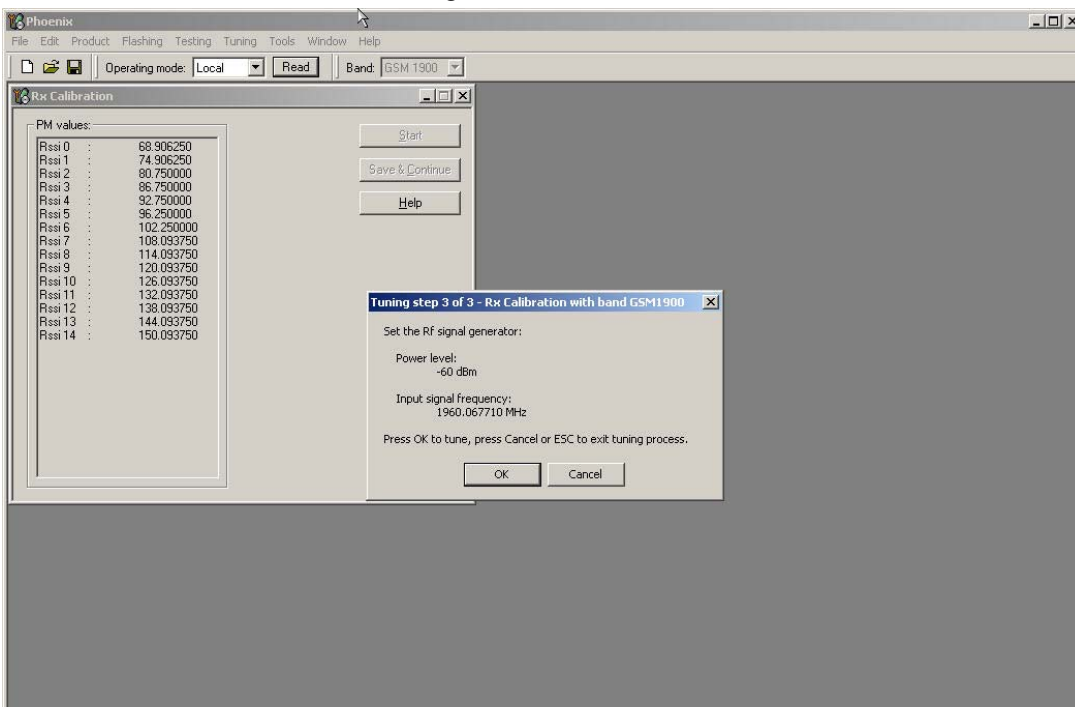 Phoenix
File Edit Product Flashing Testing Tuning Tools Window Help
Operating mode: Local Read Band: GSM 1900
Rx Calibration
PM values:
Rssi 0 : 68.906250
Rssi 1 : 74.906250
Rssi 2 : 80.750000
Rssi 3 : 86.750000
Rssi 4 : 92.750000
Rssi 5 : 96.250000
Rssi 6 : 102.250000
Rssi 7 : 108.093750
Rssi 8 : 114.093750
Rssi 9 : 120.093750
Rssi 10 : 126.093750
Rssi 11 : 132.093750
Rssi 12 : 138.093750
Rssi 13 : 144.093750
Rssi 14 : 150.093750
Start
Save & Continue
Help
Tuning step 3 of 3 - Rx Calibration with band GSM1900
Set the Rf signal generator:
Power level:
-60 dBm
Input signal frequency:
1960.067710 MHz
Press OK to tune, press Cancel or ESC to exit tuning process.
OK Cancel